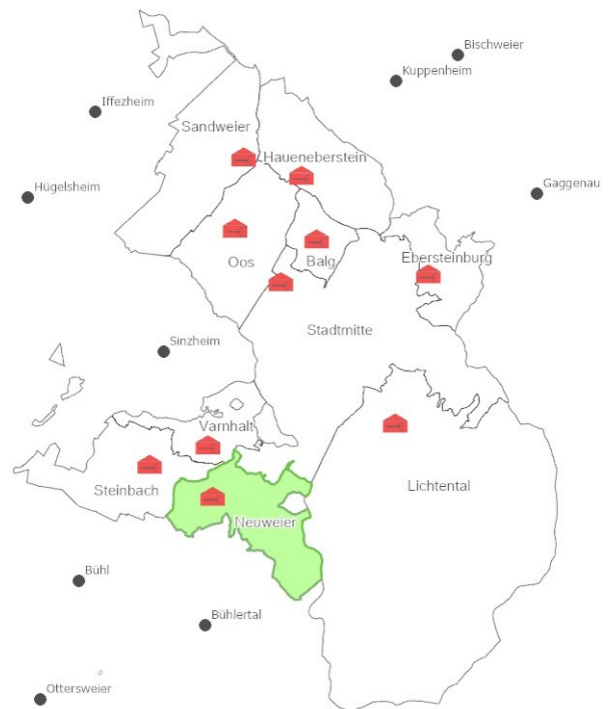 Bischweier
Kuppenheim
Iffezheim
Sandweier
Haueneberstein
Hügelsheim
Gaggenau
Ebersteinburg
Oos
Balg
Stadtmitte
Sinzheim
Varnhalt
Lichtental
Steinbach
Neuweier
Bühl
Bühlertal
Ottersweier